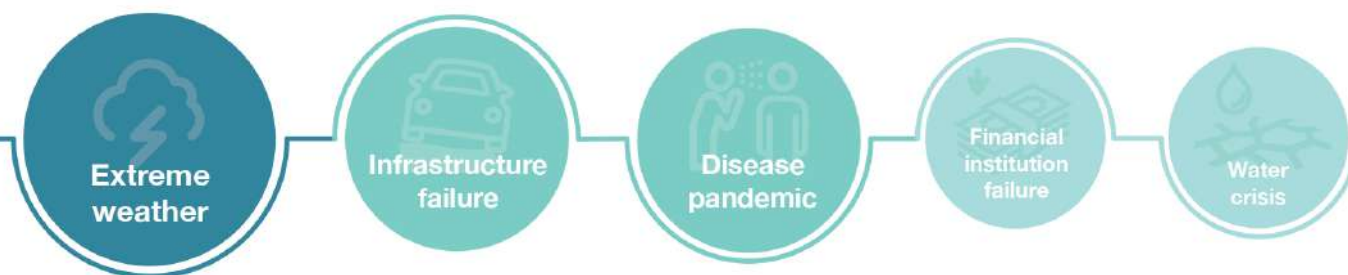 Extreme
weather
Infrastructure
failure
Disease
pandemic
Financial
institution
failure
Water
crisis